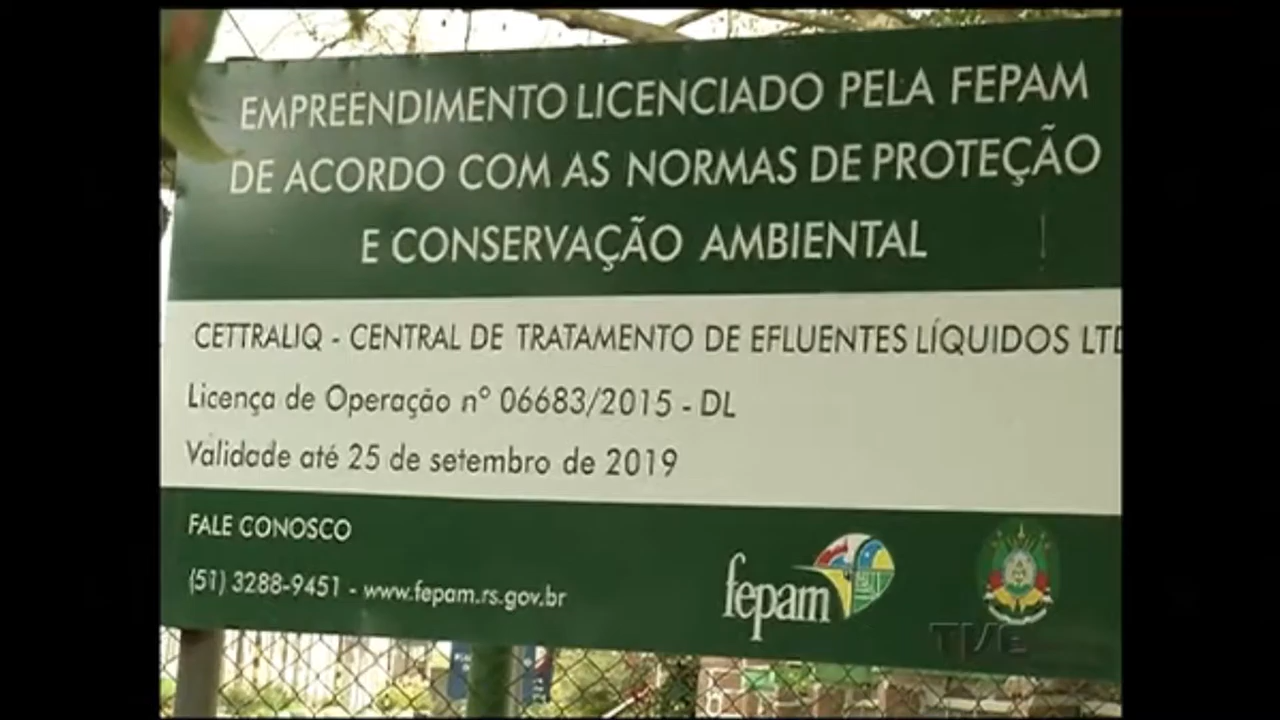 EMPREENDIMENTO LICENCIADO PELA FEPAM
DE ACORDO COM AS NORMAS DE PROTEÇÃO
E CONSERVAÇÃO AMBIENTAL
CETTRALIQ - CENTRAL DE TRATAMENTO DE EFLUENTES LÍQUIDOS LTD
Licença de Operação nº 06683/2015 - DL
Validade até 25 de setembro de 2019
FALE CONOSCO
(51) 3288-9451 - www.fepam.rs.gov.br
fepam
TVE